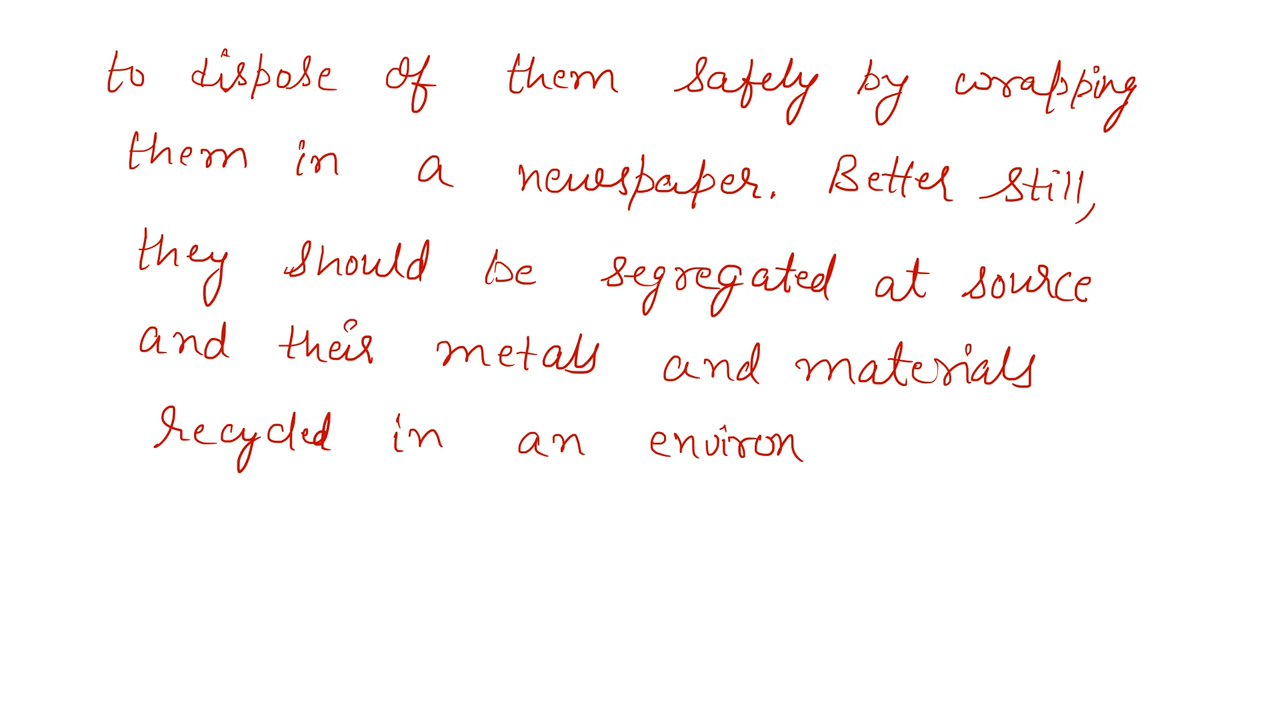 to dispose of them safely by wrapping
them in a newspaper. Better still,
they should be segregated at source
and their metals and materials
recycled in an environ